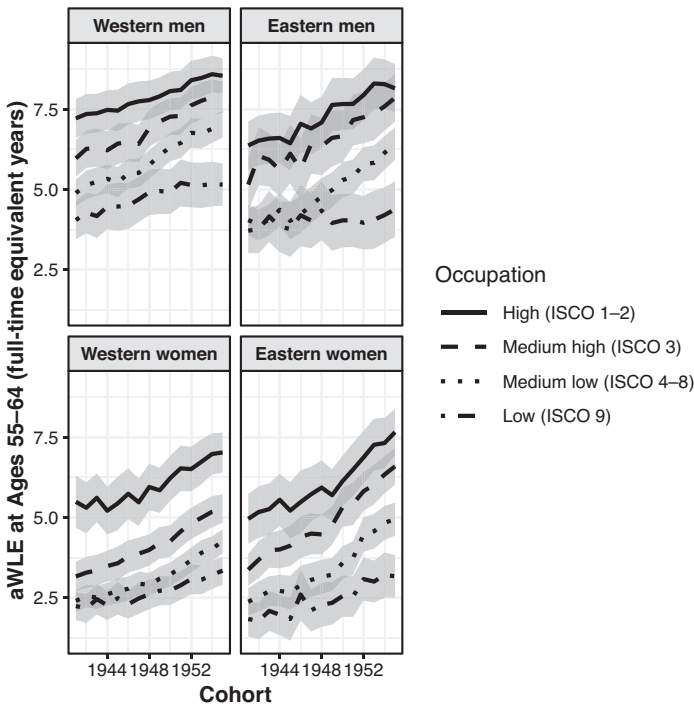 Western men
Eastern men
7.5
5.0
2.5
Western women
Eastern women
7.5
5.0
2.5
1944 1948 1952
1944 1948 1952
Cohort
aWLE at Ages 55–64 (full-time equivalent years)
Occupation
High (ISCO 1–2)
Medium high (ISCO 3)
Medium low (ISCO 4–8)
Low (ISCO 9)